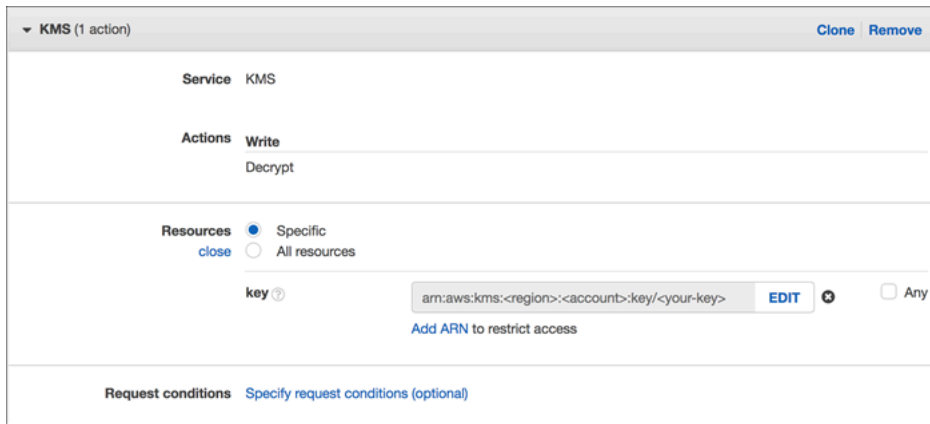 KMS (1 action) Clone Remove
Service KMS
Actions Write
Decrypt
Resources Specific
close All resources
key arn:aws:kms:<region>:<account>:key/<your-key> EDIT Any
Add ARN to restrict access
Request conditions Specify request conditions (optional)